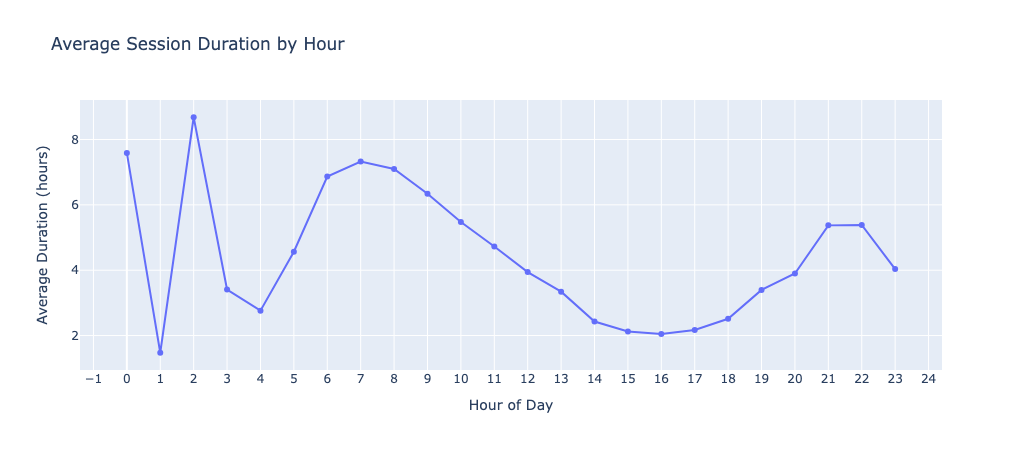 Average Session Duration by Hour
Average Duration (hours)
8
6
4
2
−1 0 1 2 3 4 5 6 7 8 9 10 11 12 13 14 15 16 17 18 19 20 21 22 23 24
Hour of Day